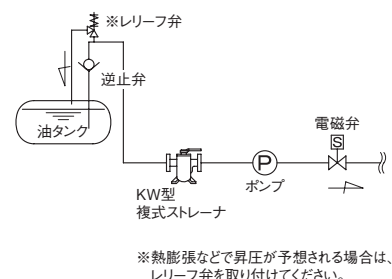 ※レリーフ弁
逆止弁
油タンク
電磁弁
S
P
ポンプ
KW型
複式ストレーナ
※熱膨張などで昇圧が予想される場合は、
レリーフ弁を取り付けてください。